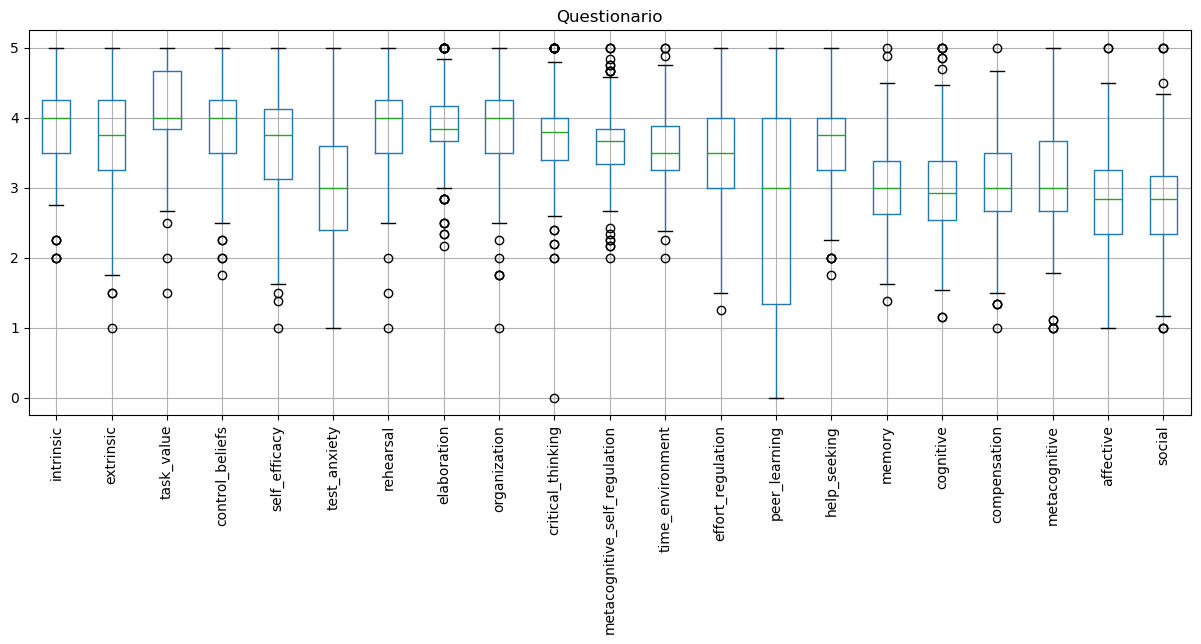 Questionario
5
4
3
2
1
0
intrinsic
extrinsic
task_value
control_beliefs
self_efficacy
test_anxiety
rehearsal
elaboration
organization
critical_thinking
metacognitive_self_regulation
time_environment
effort_regulation
peer_learning
help_seeking
memory
cognitive
compensation
metacognitive
affective
social